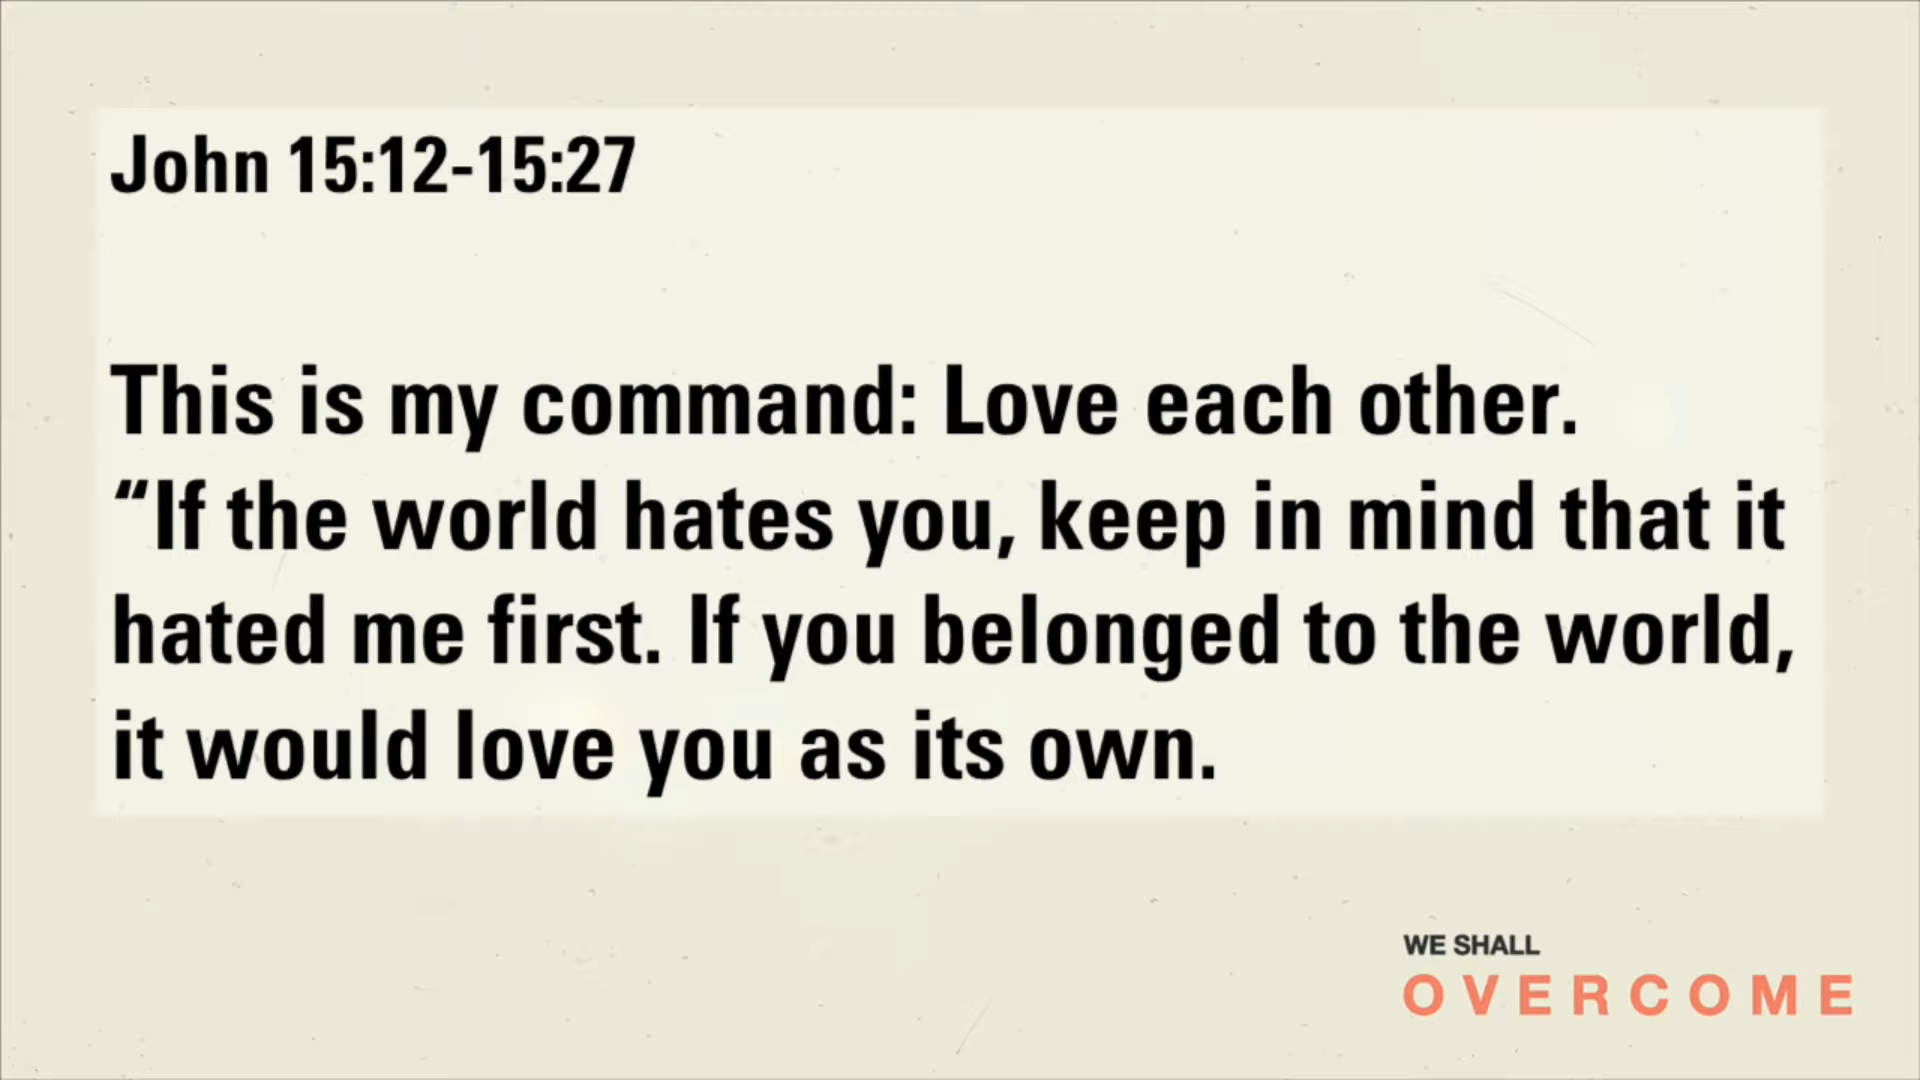 John 15:12-15:27
This is my command: Love each other.
“If the world hates you, keep in mind that it
hated me first. If you belonged to the world,
it would love you as its own.
WE SHALL
OVERCOME